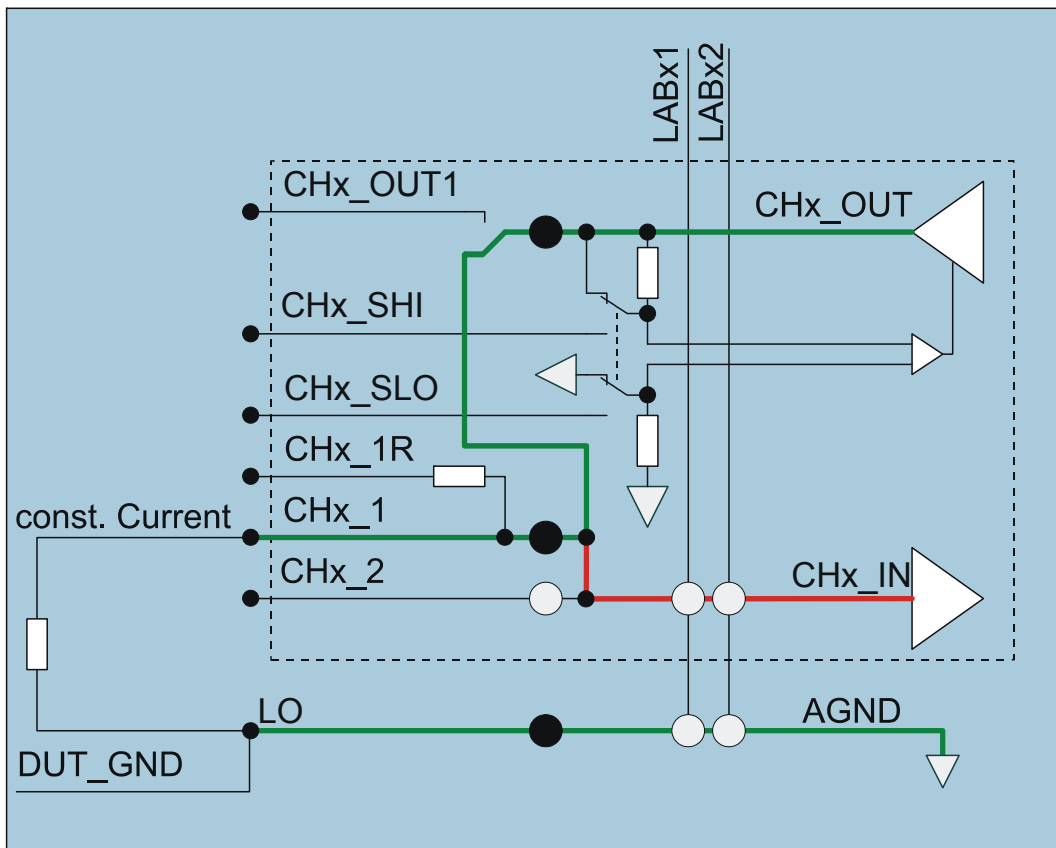 LABx1
LABx2
CHx_OUT1
CHx_OUT
CHx_SHI
CHx_SLO
CHx_1R
const. Current
CHx_1
CHx_2
CHx_IN
LO
AGND
DUT_GND